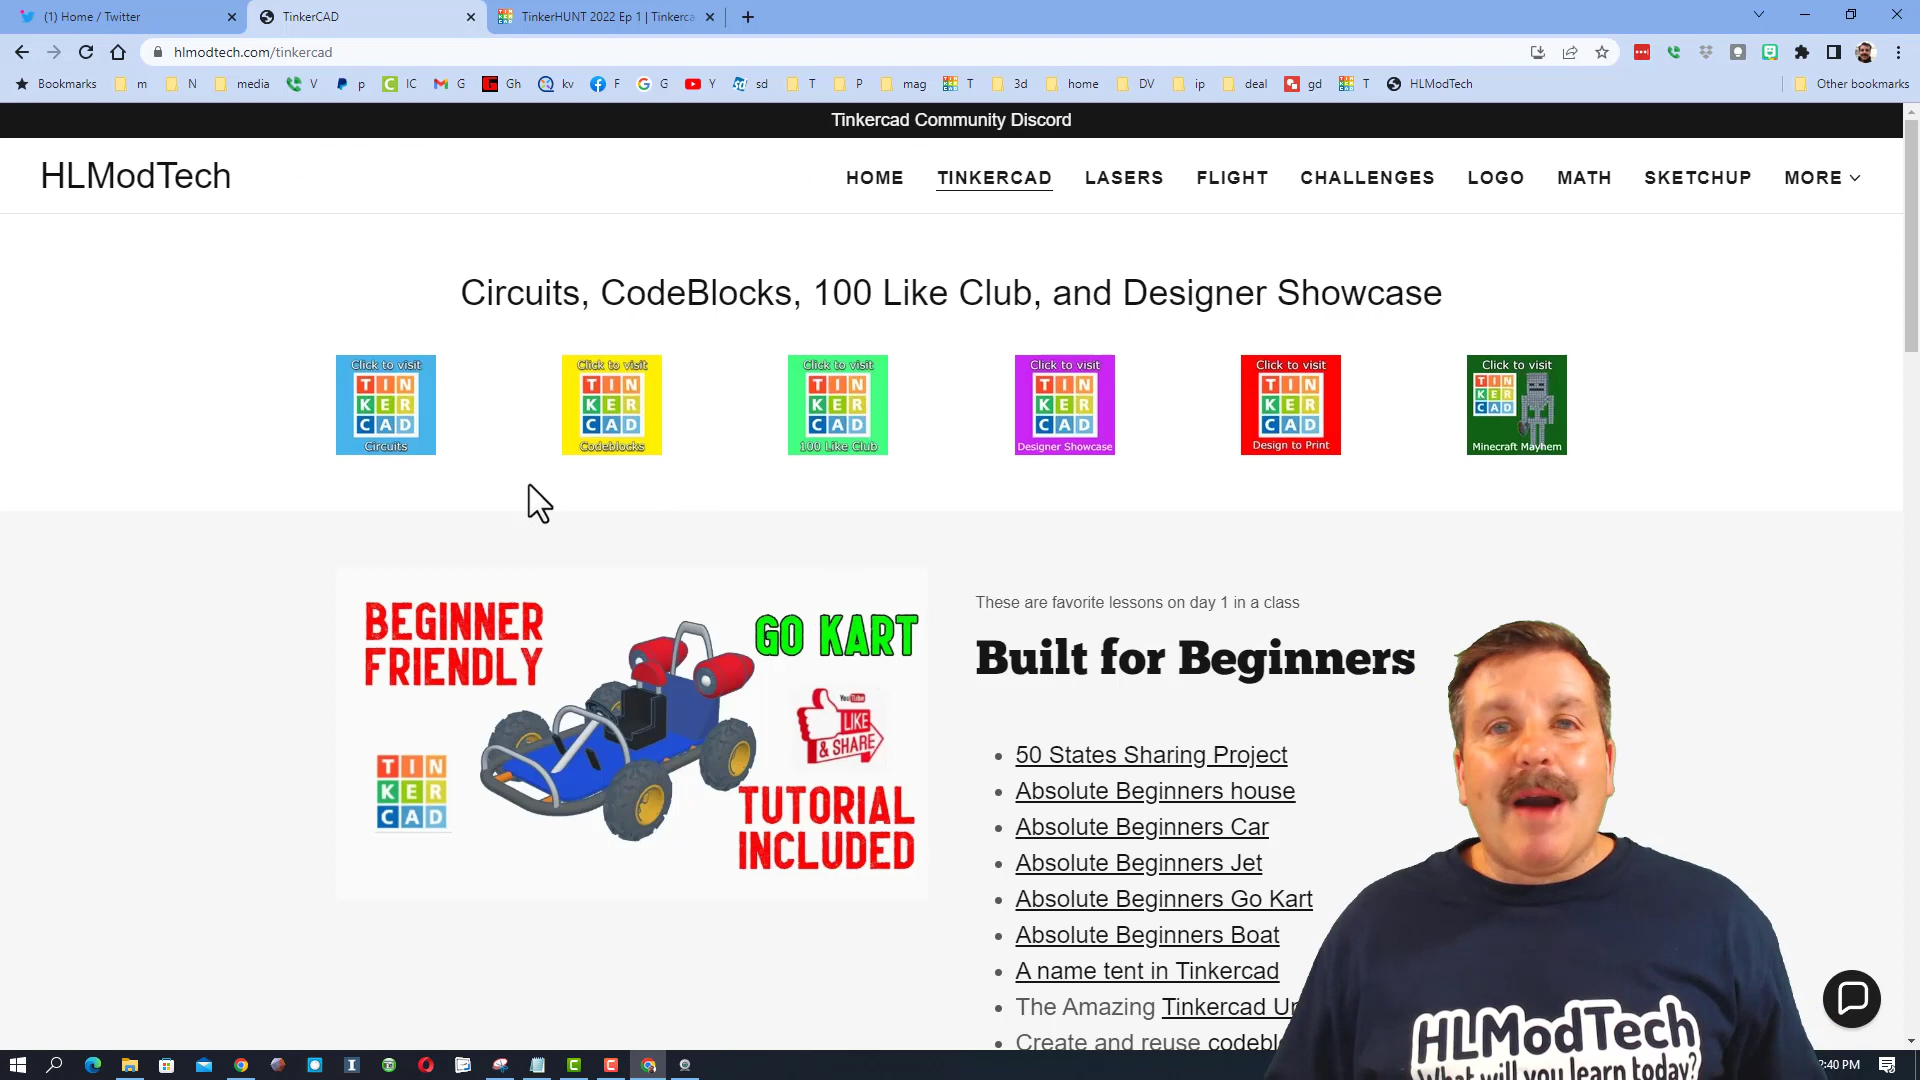 (1) Home / Twitter
TinkerCAD
TinkerHUNT 2022 Ep 1 | Tinkerca
hlmodtech.com/tinkercad
Bookmarks m N media V p IC G Gh kv F G Y sd T P mag T 3d home DV ip deal gd T HLModTech Other bookmarks
Tinkercad Community Discord
HLModTech
HOME TINKERCAD LASERS FLIGHT CHALLENGES LOGO MATH SKETCHUP MORE
Circuits, CodeBlocks, 100 Like Club, and Designer Showcase
Click to visit
TIN
KER
CAD
Circuits
Click to visit
TIN
KER
CAD
Codeblocks
Click to visit
TIN
KER
CAD
100 Like Club
Click to visit
TIN
KER
CAD
Designer Showcase
Click to visit
TIN
KER
CAD
Design to Print
Click to visit
TIN
KER
CAD
Minecraft Mayhem
BEGINNER
FRIENDLY
GO KART
YouTube
LIKE
& SHARE
TIN
KER
CAD
TUTORIAL
INCLUDED
These are favorite lessons on day 1 in a class
Built for Beginners
50 States Sharing Project
Absolute Beginners house
Absolute Beginners Car
Absolute Beginners Jet
Absolute Beginners Go Kart
Absolute Beginners Boat
A name tent in Tinkercad
The Amazing Tinkercad Un
Create and reuse codebl
HLModTech
What will you learn today?
:40 PM